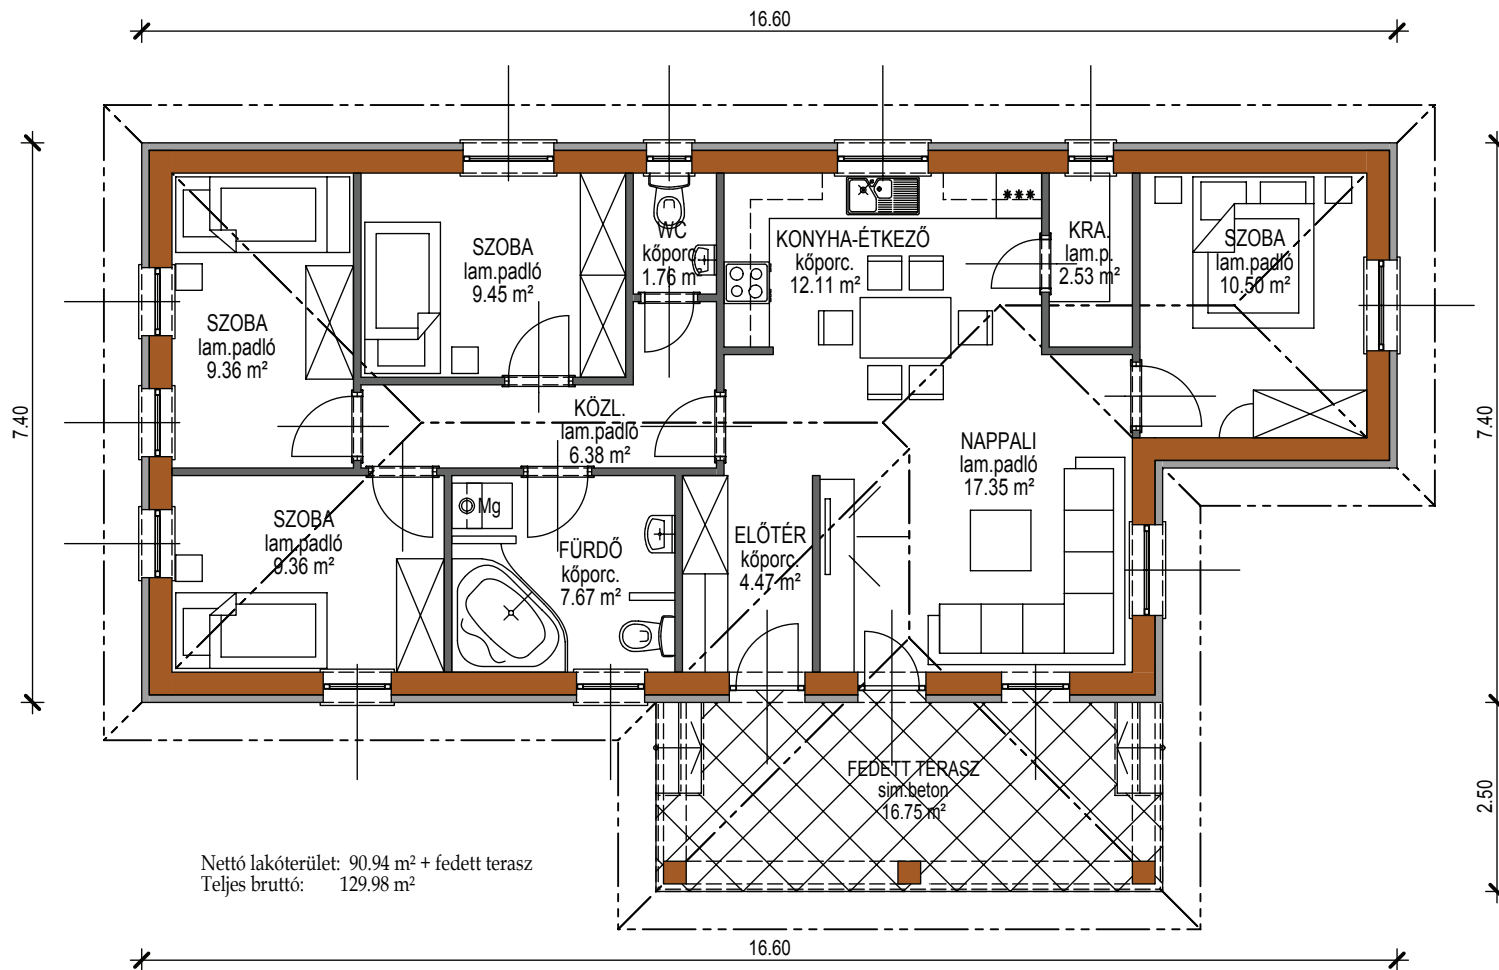 16.60
7.40
SZOBA
lam.padló
9.36 m²
SZOBA
lam.padló
9.45 m²
WC
kőporc.
1.76 m²
KONYHA-ÉTKEZŐ
kőporc.
12.11 m²
KRA.
lam.p.
2.53 m²
SZOBA
lam.padló
10.50 m²
7.40
KÖZL.
lam.padló
6.38 m²
NAPPALI
lam.padló
17.35 m²
SZOBA
lam.padló
9.36 m²
Mg
FÜRDŐ
kőporc.
7.67 m²
ELŐTÉR
kőporc.
4.47 m²
FEDETT TERASZ
sim.beton
16.75 m²
2.50
Nettó lakóterület: 90.94 m² + fedett terasz
Teljes bruttó: 129.98 m²
16.60